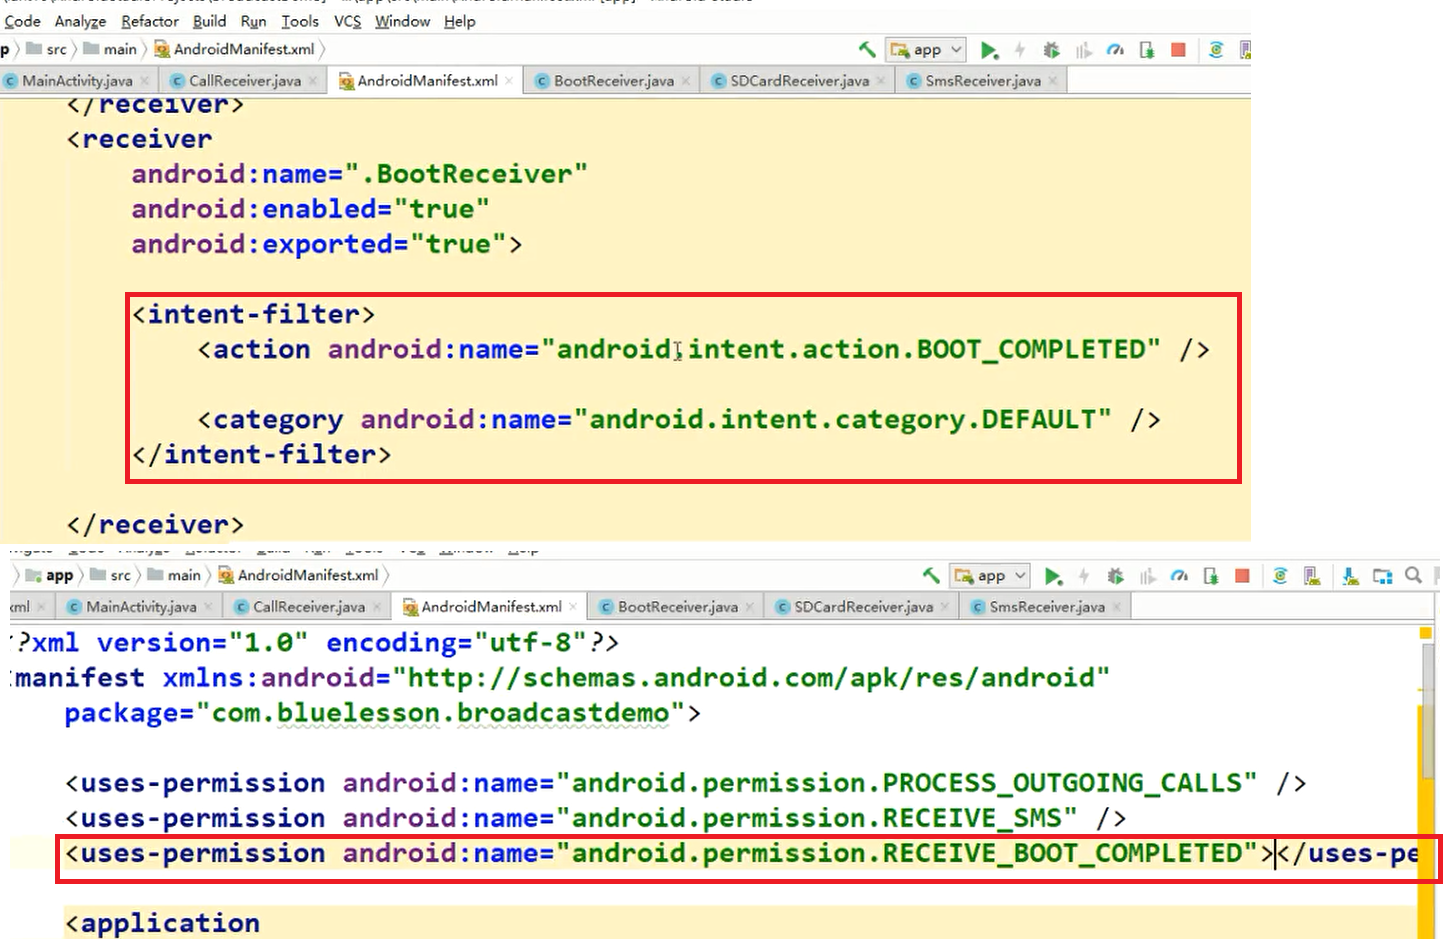 Code Analyze Refactor Build Run Tools VCS Window Help
p src main AndroidManifest.xml app
MainActivity.java CallReceiver.java AndroidManifest.xml BootReceiver.java SDCardReceiver.java SmsReceiver.java
</receiver>
<receiver
android:name=".BootReceiver"
android:enabled="true"
android:exported="true">
<intent-filter>
<action android:name="android.intent.action.BOOT_COMPLETED" />
<category android:name="android.intent.category.DEFAULT" />
</intent-filter>
</receiver>
app src main AndroidManifest.xml app
xml MainActivity.java CallReceiver.java AndroidManifest.xml BootReceiver.java SDCardReceiver.java SmsReceiver.java
?xml version="1.0" encoding="utf-8"?>
manifest xmlns:android="http://schemas.android.com/apk/res/android"
package="com.bluelesson.broadcastdemo">
<uses-permission android:name="android.permission.PROCESS_OUTGOING_CALLS" />
<uses-permission android:name="android.permission.RECEIVE_SMS" />
<uses-permission android:name="android.permission.RECEIVE_BOOT_COMPLETED"></uses-pe
<application